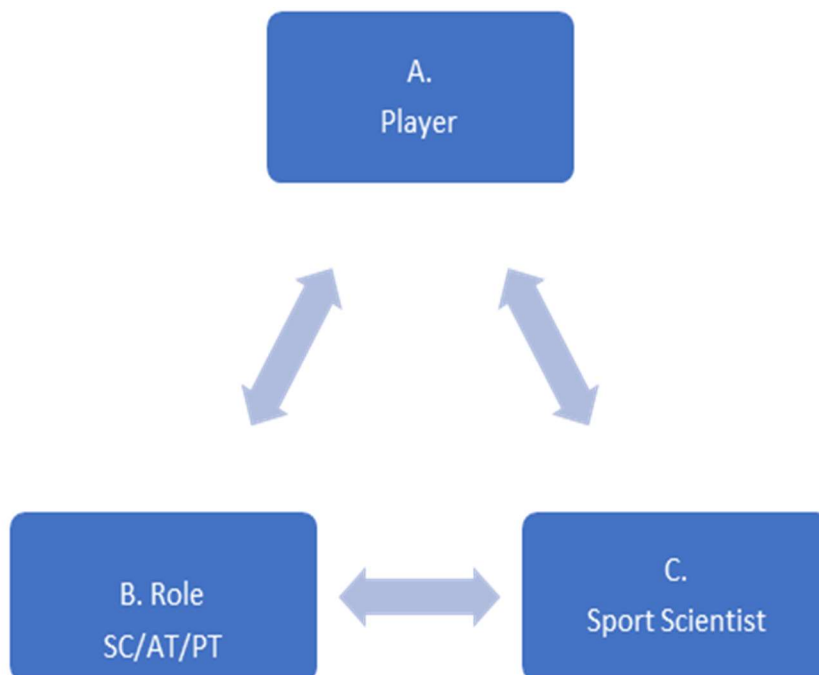 A.
Player
B. Role
SC/AT/PT
C.
Sport Scientist